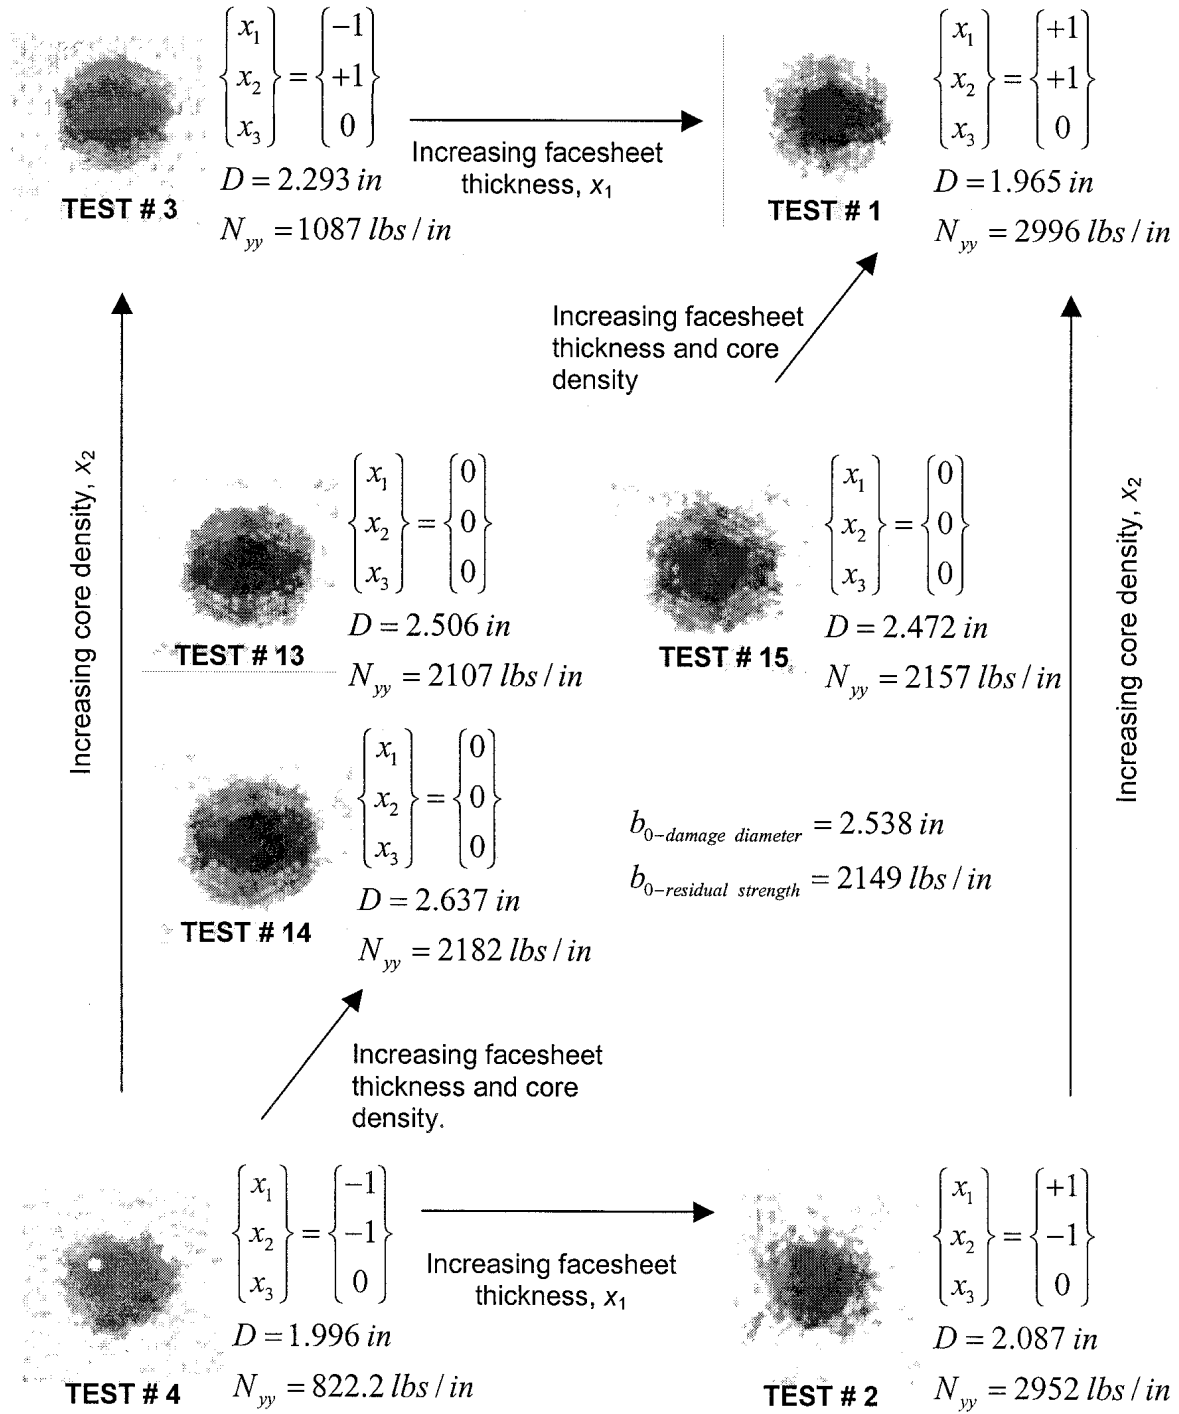 {x1 x2 x3} = {−1 +1 0}
D = 2.293 in
TEST # 3
Nyy = 1087 lbs / in
Increasing facesheet
thickness, x1
{x1 x2 x3} = {+1 +1 0}
D = 1.965 in
TEST # 1
Nyy = 2996 lbs / in
Increasing facesheet
thickness and core
density
Increasing core density, x2
{x1 x2 x3} = {0 0 0}
D = 2.506 in
TEST # 13
Nyy = 2107 lbs / in
{x1 x2 x3} = {0 0 0}
D = 2.472 in
TEST # 15
Nyy = 2157 lbs / in
Increasing core density, x2
{x1 x2 x3} = {0 0 0}
D = 2.637 in
TEST # 14
Nyy = 2182 lbs / in
b0−damage diameter = 2.538 in
b0−residual strength = 2149 lbs / in
Increasing facesheet
thickness and core
density.
{x1 x2 x3} = {−1 −1 0}
D = 1.996 in
TEST # 4
Nyy = 822.2 lbs / in
Increasing facesheet
thickness, x1
{x1 x2 x3} = {+1 −1 0}
D = 2.087 in
TEST # 2
Nyy = 2952 lbs / in